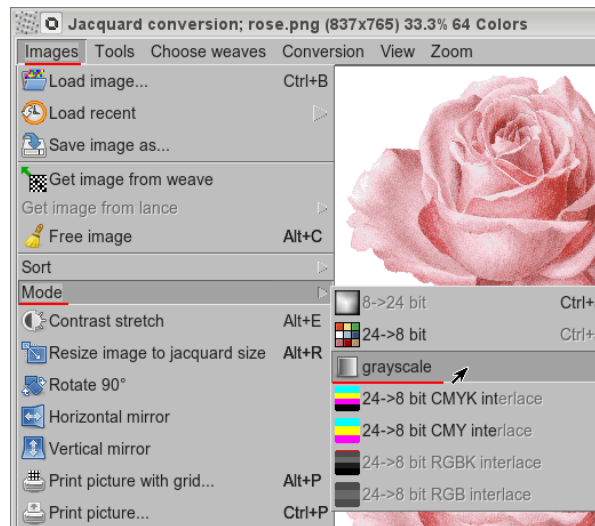 Jacquard conversion; rose.png (837x765) 33.3% 64 Colors
Images Tools Choose weaves Conversion View Zoom
Load image... Ctrl+B
Load recent
Save image as...
Get image from weave
Get image from lance
Free image Alt+C
Sort
Mode
8->24 bit Ctrl+
24->8 bit Ctrl+
Contrast stretch Alt+E
Resize image to jacquard size Alt+R
grayscale
Rotate 90°
24->8 bit CMYK interlace
Horizontal mirror
24->8 bit CMY interlace
Vertical mirror
24->8 bit RGBK interlace
Print picture with grid... Alt+P
24->8 bit RGB interlace
Print picture... Ctrl+P